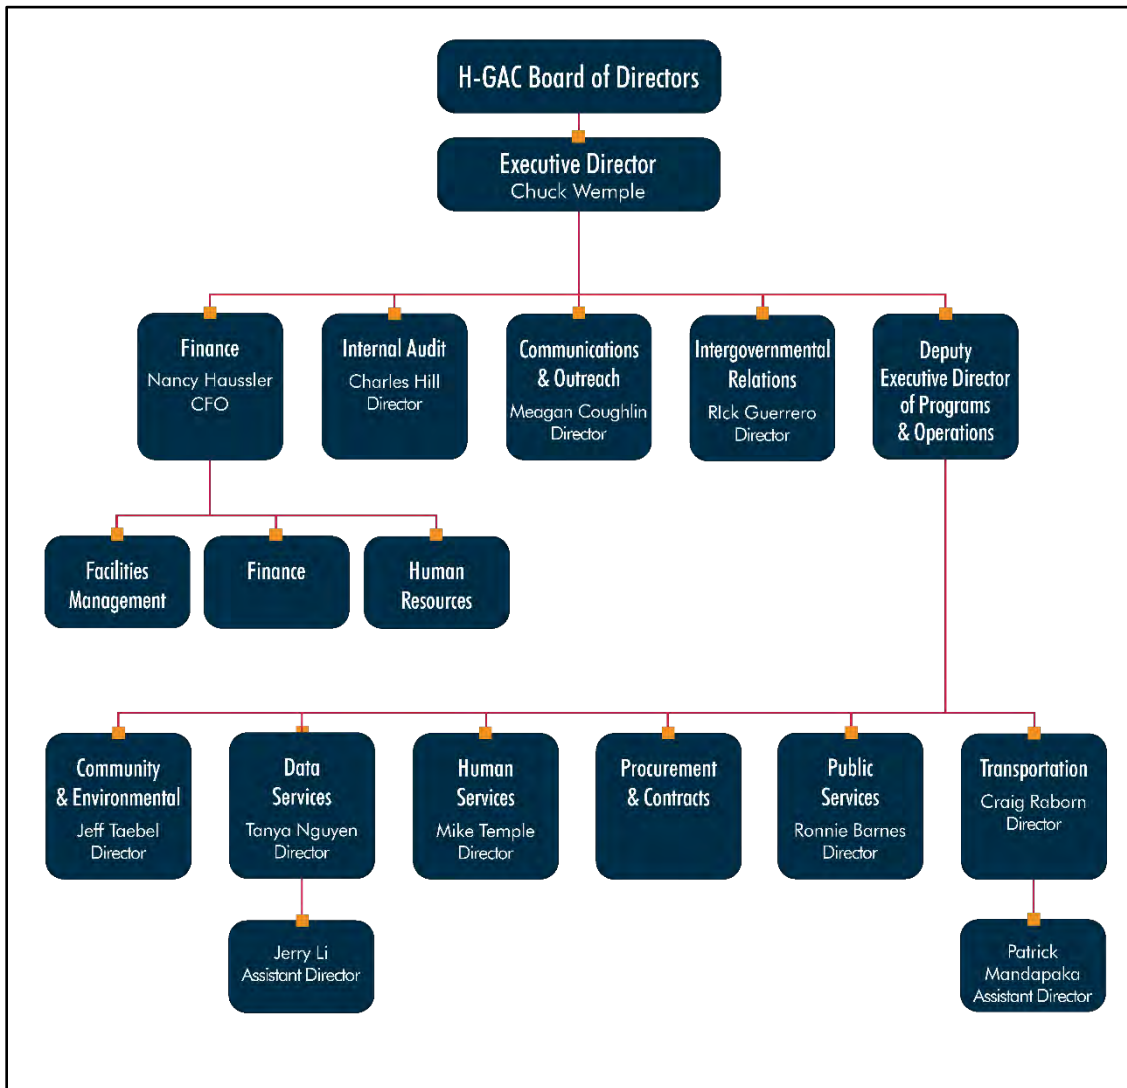 H-GAC Board of Directors
Executive Director
Chuck Wemple
Finance
Nancy Haussler
CFO
Internal Audit
Charles Hill
Director
Communications
& Outreach
Meagan Coughlin
Director
Intergovernmental
Relations
RIck Guerrero
Director
Deputy
Executive Director
of Programs
& Operations
Facilities
Management
Finance
Human
Resources
Community
& Environmental
Jeff Taebel
Director
Data
Services
Tanya Nguyen
Director
Human
Services
Mike Temple
Director
Procurement
& Contracts
Public
Services
Ronnie Barnes
Director
Transportation
Craig Raborn
Director
Jerry Li
Assistant Director
Patrick
Mandapaka
Assistant Director